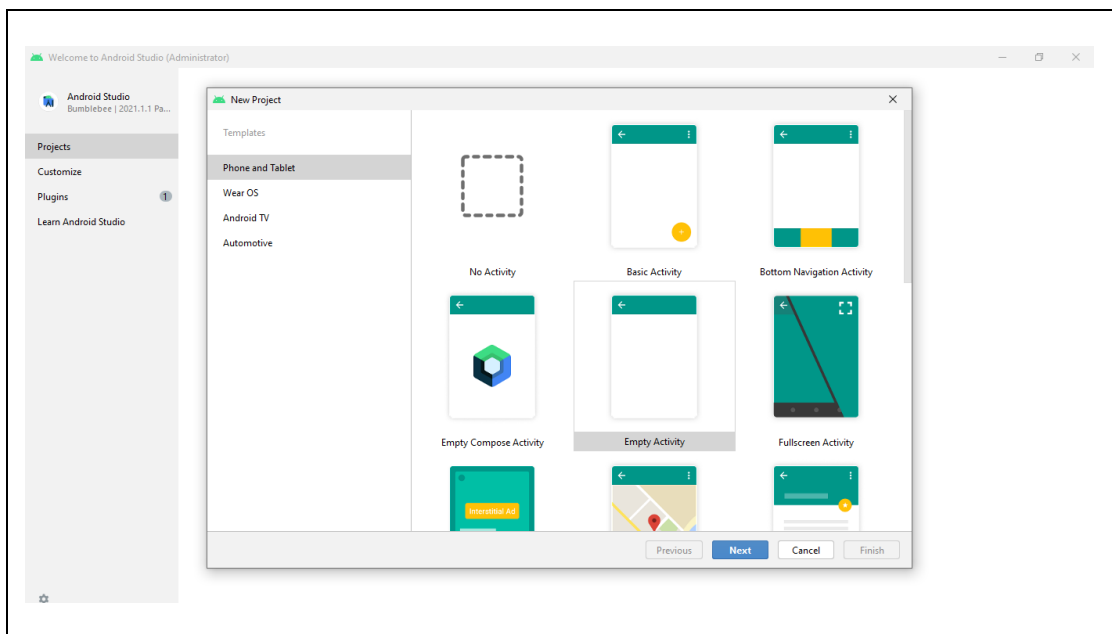 Welcome to Android Studio (Administrator)
Android Studio
Bumblebee | 2021.1.1 Pa...
Projects
Customize
Plugins 1
Learn Android Studio
New Project
Templates
Phone and Tablet
Wear OS
Android TV
Automotive
No Activity
Basic Activity
Bottom Navigation Activity
Empty Compose Activity
Empty Activity
Fullscreen Activity
Interstitial Ad
Previous
Next
Cancel
Finish